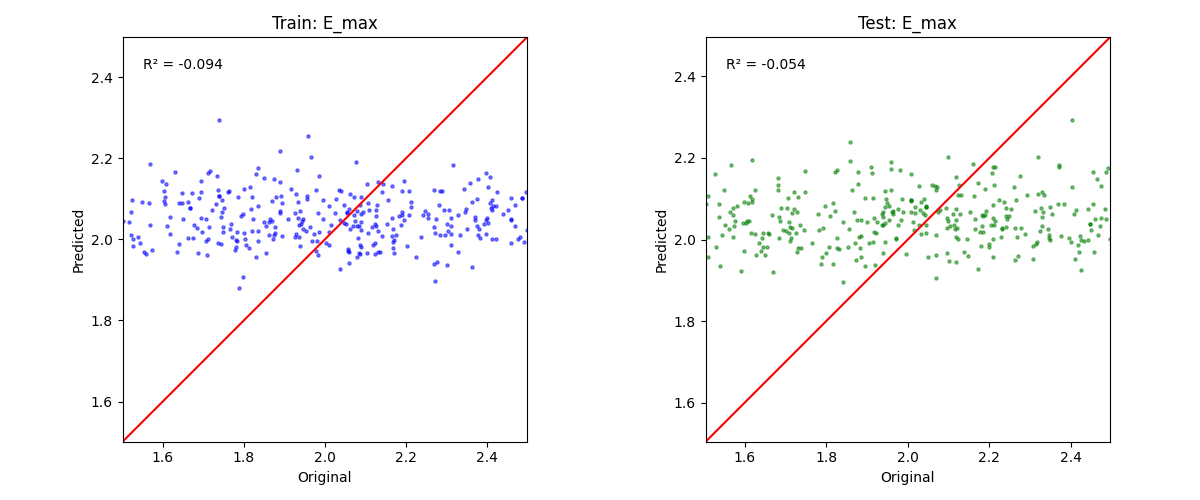 Train: E_max
R² = -0.094
2.4
2.2
2.0
1.8
1.6
Predicted
1.6 1.8 2.0 2.2 2.4
Original
Test: E_max
R² = -0.054
2.4
2.2
2.0
1.8
1.6
Predicted
1.6 1.8 2.0 2.2 2.4
Original